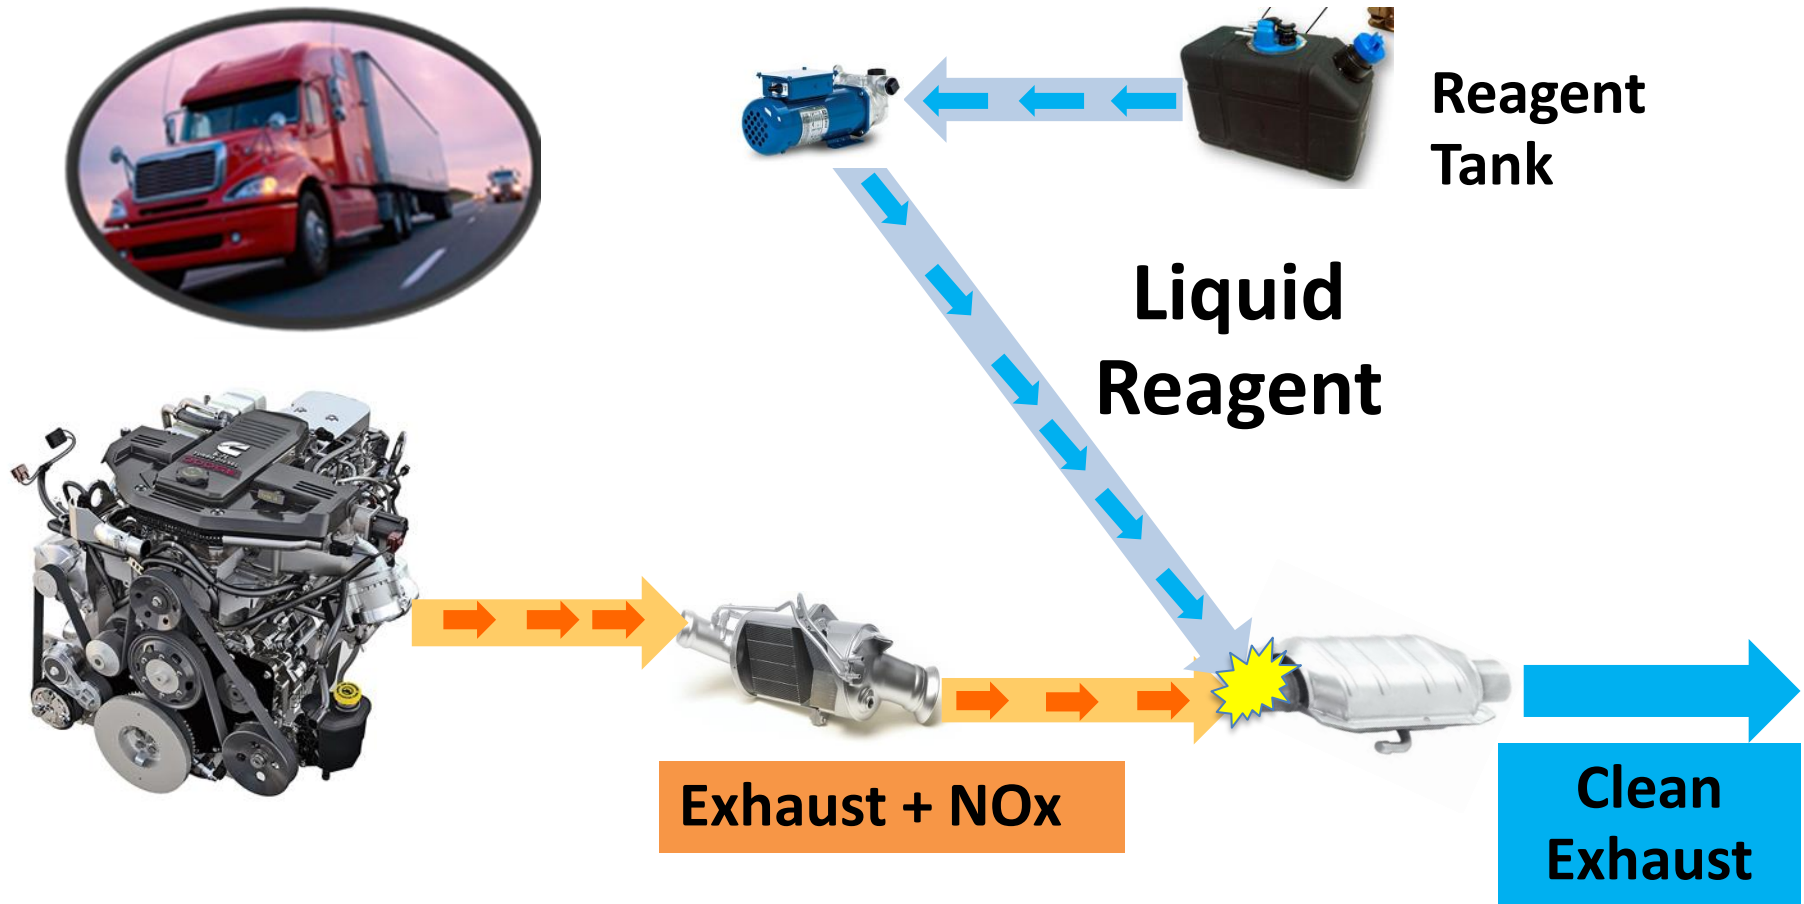 Reagent
Tank
Liquid
Reagent
Exhaust + NOx
Clean
Exhaust